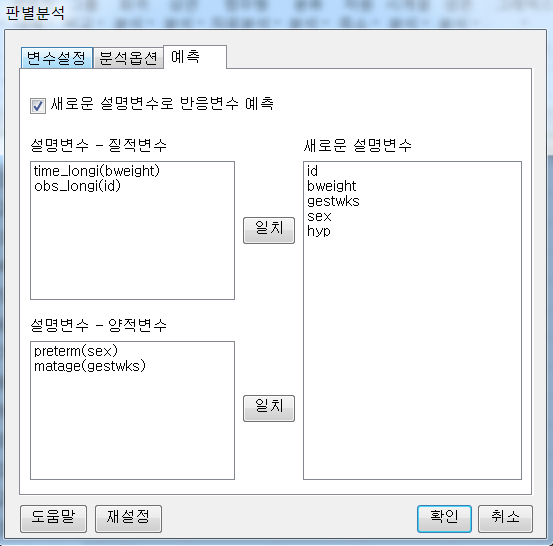 판별분석
변수설정 분석옵션 예측
새로운 설명변수로 반응변수 예측
설명변수 - 질적변수
time_longi(bweight)
obs_longi(id)
일치
설명변수 - 양적변수
preterm(sex)
matage(gestwks)
일치
새로운 설명변수
id
bweight
gestwks
sex
hyp
도움말 재설정 확인 취소